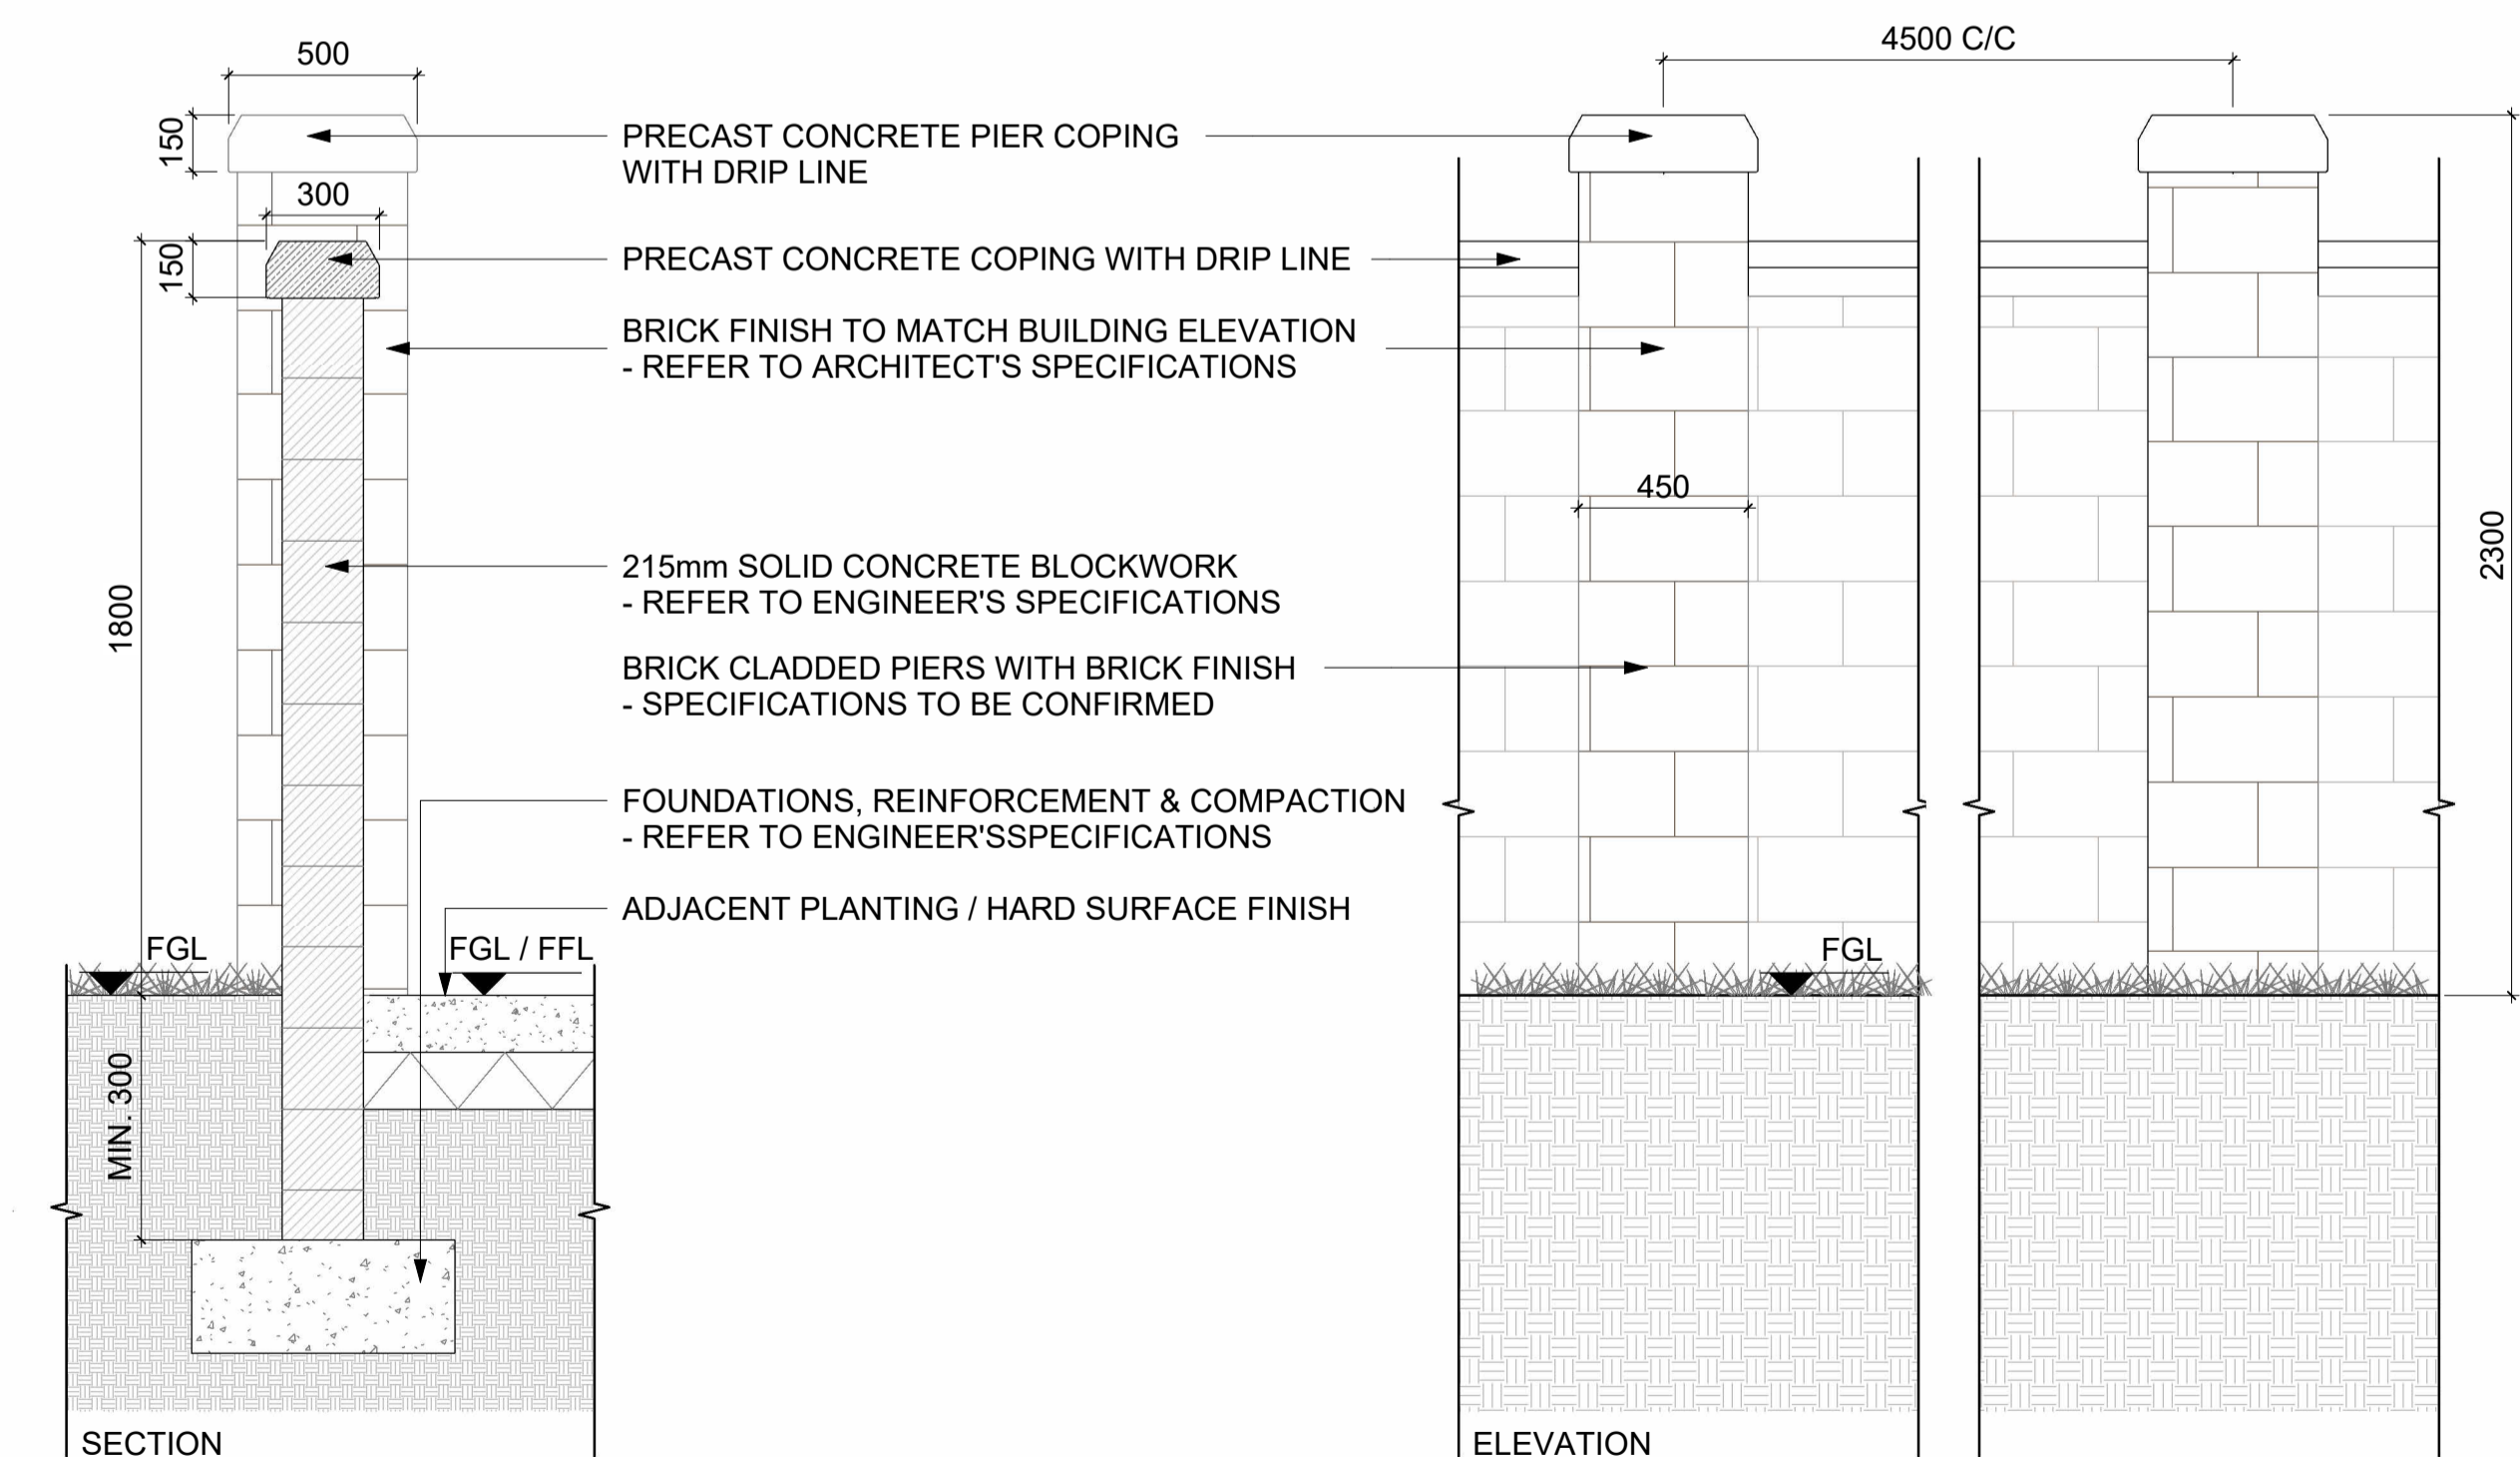 500
4500 C/C
150
PRECAST CONCRETE PIER COPING
WITH DRIP LINE
300
150
PRECAST CONCRETE COPING WITH DRIP LINE
BRICK FINISH TO MATCH BUILDING ELEVATION
- REFER TO ARCHITECT'S SPECIFICATIONS
450
2300
1800
215mm SOLID CONCRETE BLOCKWORK
- REFER TO ENGINEER'S SPECIFICATIONS
BRICK CLADDED PIERS WITH BRICK FINISH
- SPECIFICATIONS TO BE CONFIRMED
FOUNDATIONS, REINFORCEMENT & COMPACTION
- REFER TO ENGINEER'SSPECIFICATIONS
ADJACENT PLANTING / HARD SURFACE FINISH
FGL
FGL / FFL
FGL
MIN. 300
SECTION
ELEVATION